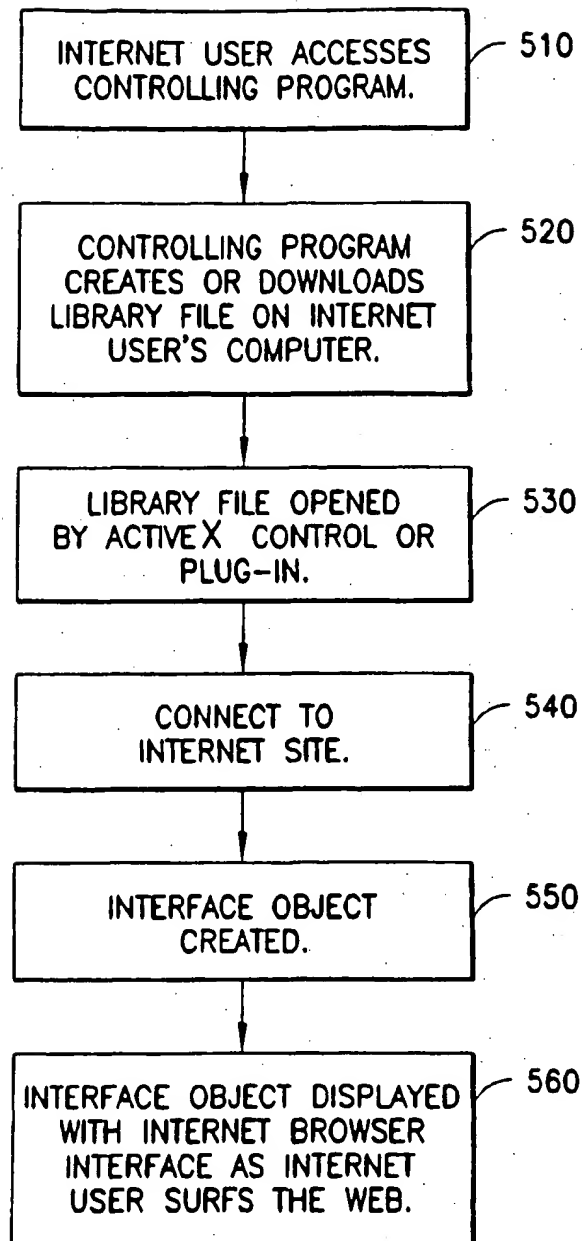 INTERNET USER ACCESSES
CONTROLLING PROGRAM.
510
CONTROLLING PROGRAM
CREATES OR DOWNLOADS
LIBRARY FILE ON INTERNET
USER'S COMPUTER.
520
LIBRARY FILE OPENED
BY ACTIVEX CONTROL OR
PLUG-IN.
530
CONNECT TO
INTERNET SITE.
540
INTERFACE OBJECT
CREATED.
550
INTERFACE OBJECT DISPLAYED
WITH INTERNET BROWSER
INTERFACE AS INTERNET
USER SURFS THE WEB.
560